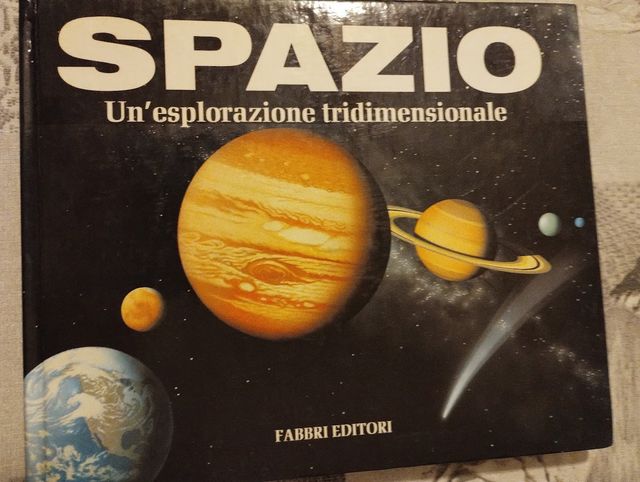 SPAZIO
Un'esplorazione tridimensionale
FABBRI EDITORI